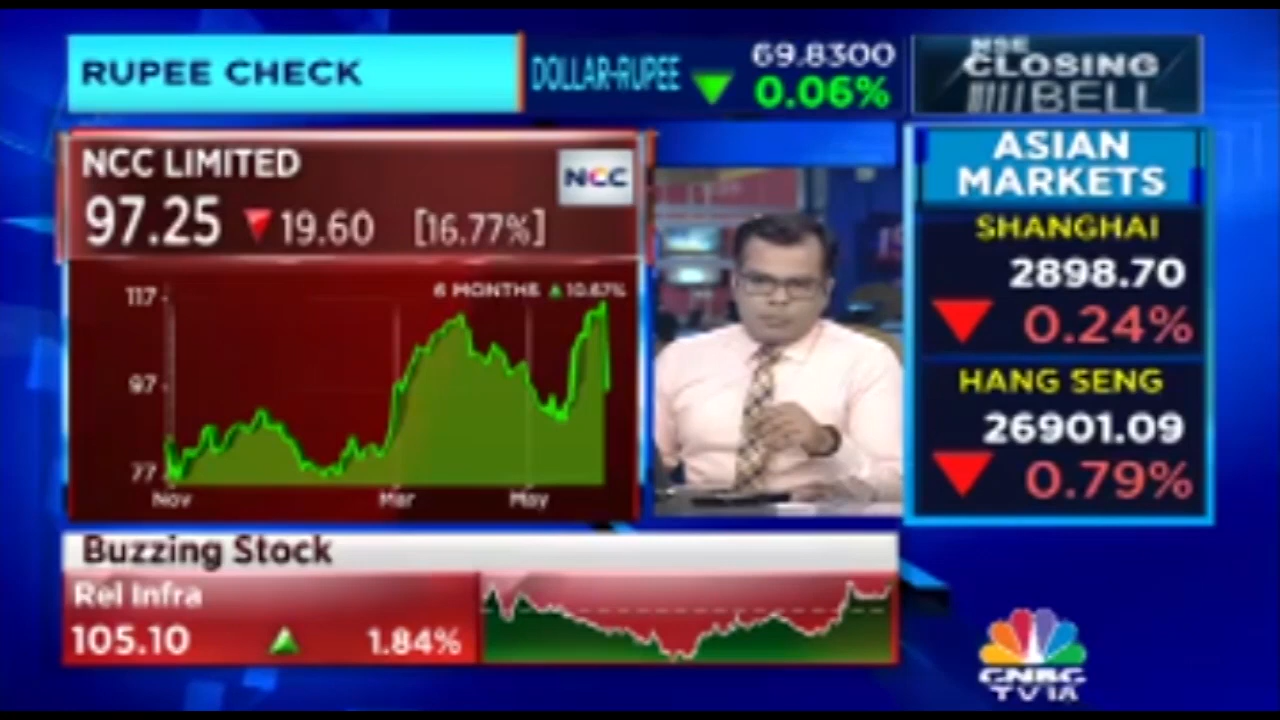 RUPEE CHECK
DOLLAR-RUPEE
69.8300
0.06%
NSE
CLOSING
BELL
NCC LIMITED
NCC
97.25 19.60 [16.77%]
6 MONTHS 10.67%
117
97
77
Nov Mar May
ASIAN
MARKETS
SHANGHAI
2898.70
0.24%
HANG SENG
26901.09
0.79%
Buzzing Stock
Rel Infra
105.10 1.84%
CNBC
TV18